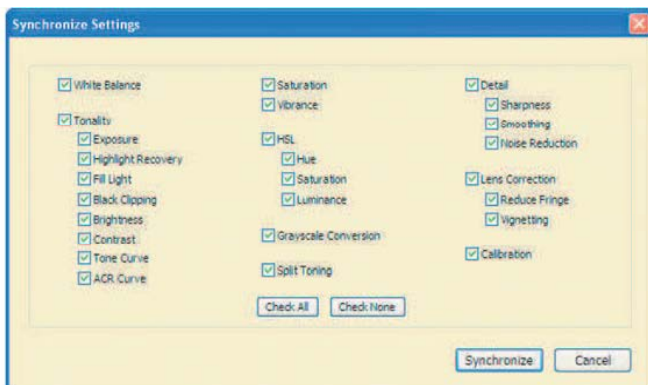 Synchronize Settings
White Balance
Tonality
Exposure
Highlight Recovery
Fill Light
Black Clipping
Brightness
Contrast
Tone Curve
ACR Curve
Saturation
Vibrance
HSL
Hue
Saturation
Luminance
Grayscale Conversion
Split Toning
Detail
Sharpness
Smoothing
Noise Reduction
Lens Correction
Reduce Fringe
Vignetting
Calibration
Check All
Check None
Synchronize
Cancel